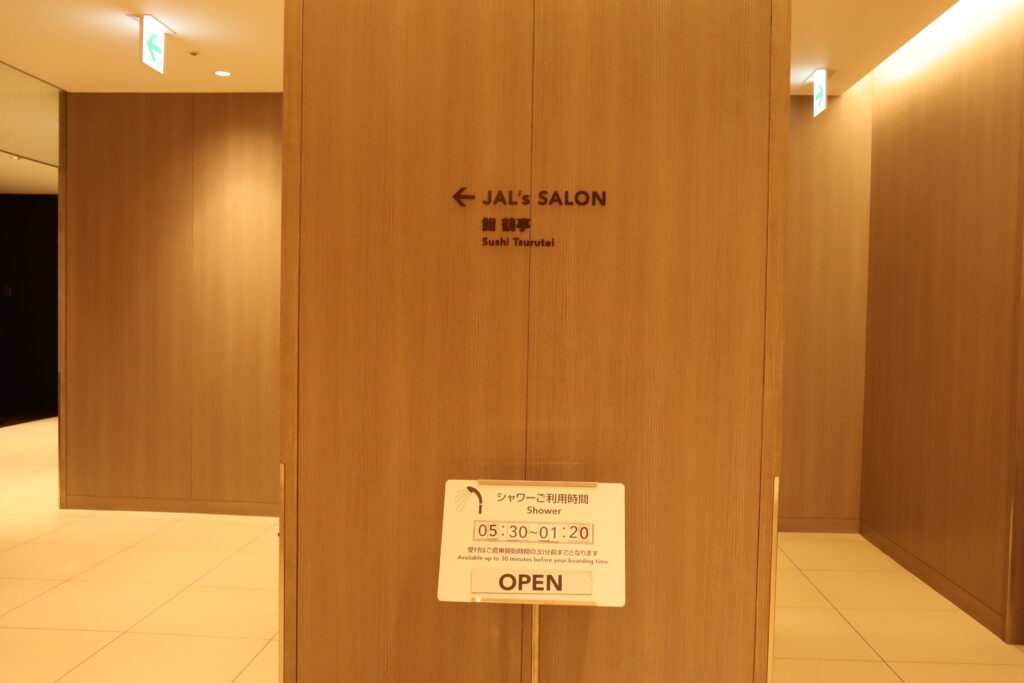 ← JAL's SALON
鮨 鶴亭
Sushi Tsurutei
シャワーご利用時間
Shower
05:30~01:20
受付はご搭乗開始時間の30分前までとなります
Available up to 30 minutes before your boarding time.
OPEN